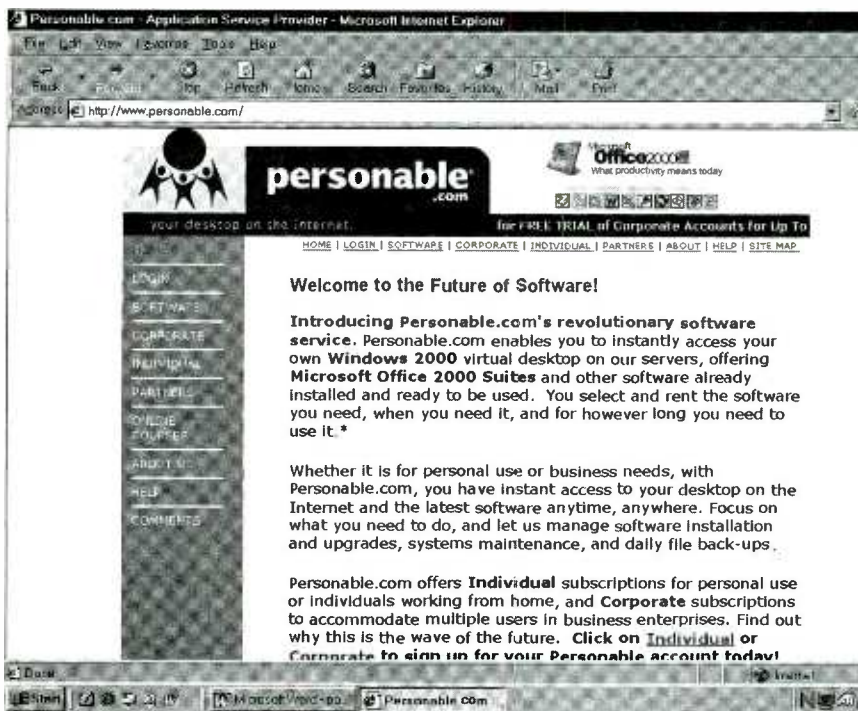 Personable.com - Application Service Provider - Microsoft Internet Explorer
File Edit View Favorites Tools Help
Back Forward Stop Refresh Home Search Favorites History Mail Print
Address http://www.personable.com/
personable
.com
Microsoft
Office2000
What productivity means today
your desktop on the internet.
for FREE TRIAL of Corporate Accounts for Up To
HOME | LOGIN | SOFTWARE | CORPORATE | INDIVIDUAL | PARTNERS | ABOUT | HELP | SITE MAP
LOGIN
SOFTWARE
CORPORATE
INDIVIDUAL
PARTNERS
ONLINE
COURSES
ABOUT US
HELP
COMMENTS
Welcome to the Future of Software!
Introducing Personable.com's revolutionary software
service. Personable.com enables you to instantly access your
own Windows 2000 virtual desktop on our servers, offering
Microsoft Office 2000 Suites and other software already
installed and ready to be used. You select and rent the software
you need, when you need it, and for however long you need to
use it.*
Whether it is for personal use or business needs, with
Personable.com, you have instant access to your desktop on the
Internet and the latest software anytime, anywhere. Focus on
what you need to do, and let us manage software installation
and upgrades, systems maintenance, and daily file back-ups.
Personable.com offers Individual subscriptions for personal use
or individuals working from home, and Corporate subscriptions
to accommodate multiple users in business enterprises. Find out
why this is the wave of the future. Click on Individual or
Corporate to sign up for your Personable account today!
Done Internet
Start Microsoft Word - po... Personable.com